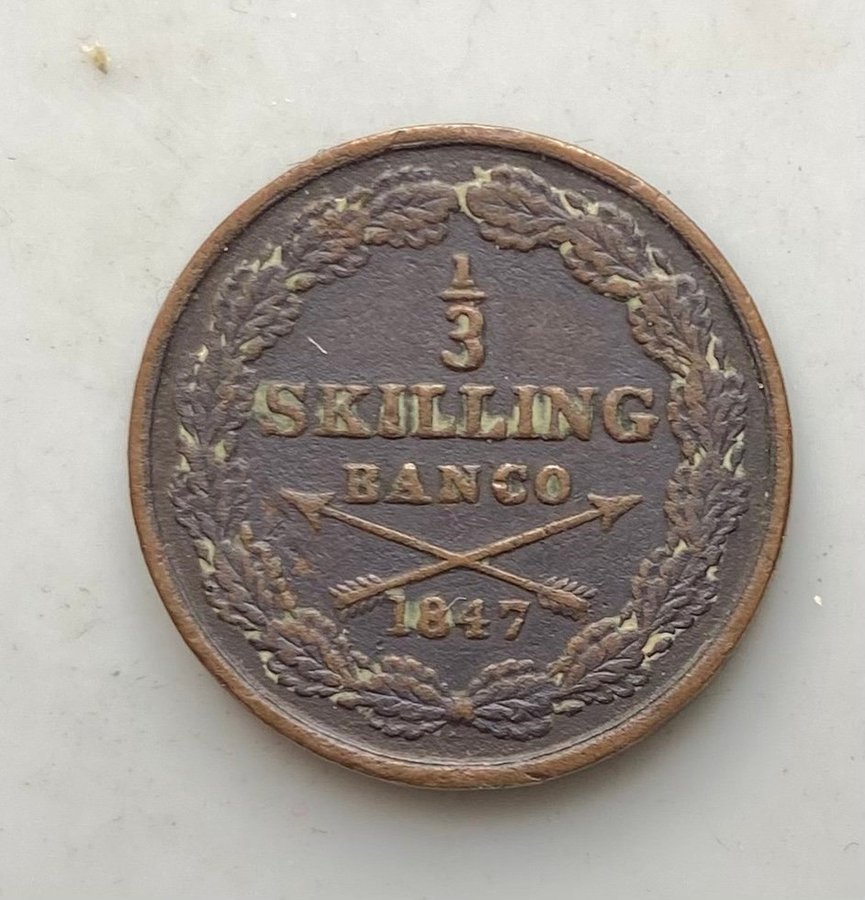 1/3
SKILLING
BANCO
1847